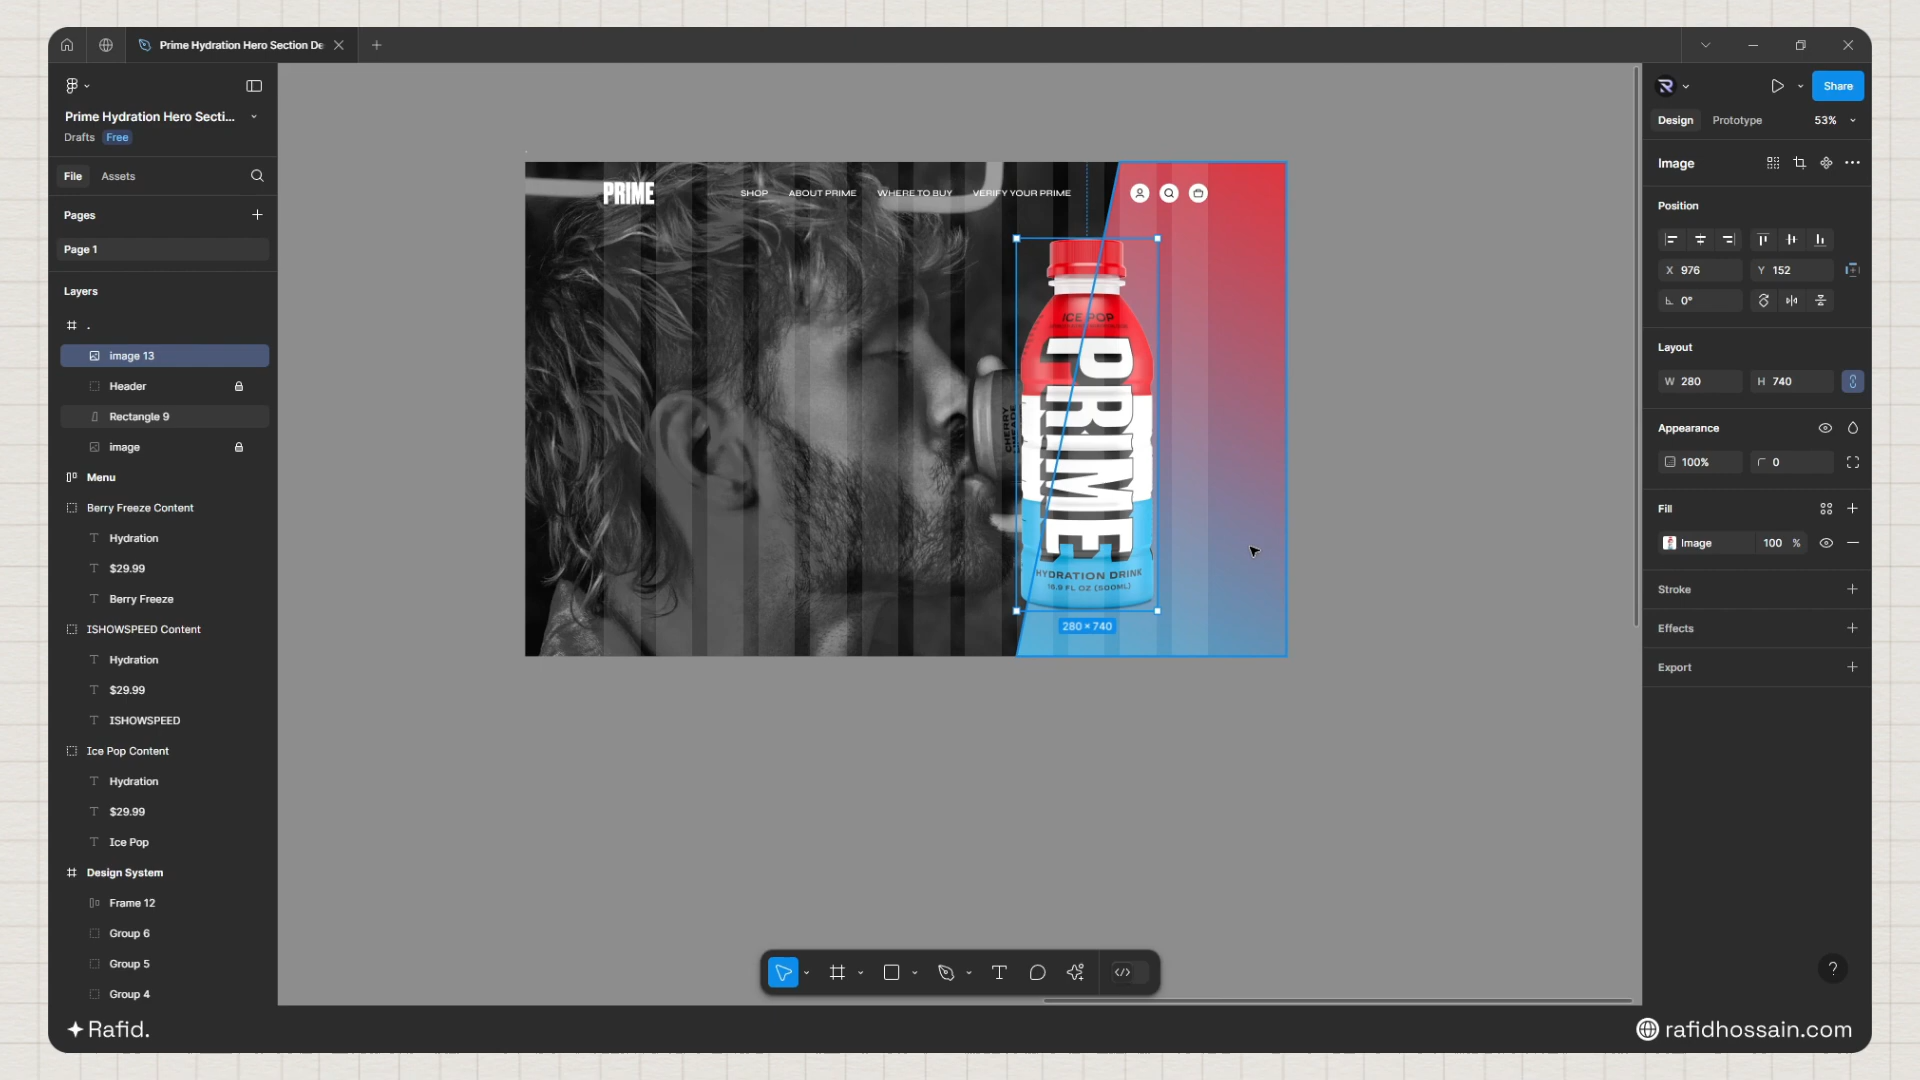 Prime Hydration Hero Section De
Prime Hydration Hero Secti...
Drafts Free
File Assets
Pages
Page 1
Layers
.
image 13
Header
Rectangle 9
image
Menu
Berry Freeze Content
Hydration
$29.99
Berry Freeze
ISHOWSPEED Content
Hydration
$29.99
ISHOWSPEED
Ice Pop Content
Hydration
$29.99
Ice Pop
Design System
Frame 12
Group 6
Group 5
Group 4
PRIME
SHOP ABOUT PRIME WHERE TO BUY VERIFY YOUR PRIME
CHERRY
ICE POP
PRIME
HYDRATION DRINK
16.9 FL OZ (500ML)
280 × 740
Share
Design Prototype 53%
Image
Position
X 976 Y 152
0°
Layout
W 280 H 740
Appearance
100% 0
Fill
Image 100 %
Stroke
Effects
Export
?
Rafid.
rafidhossain.com